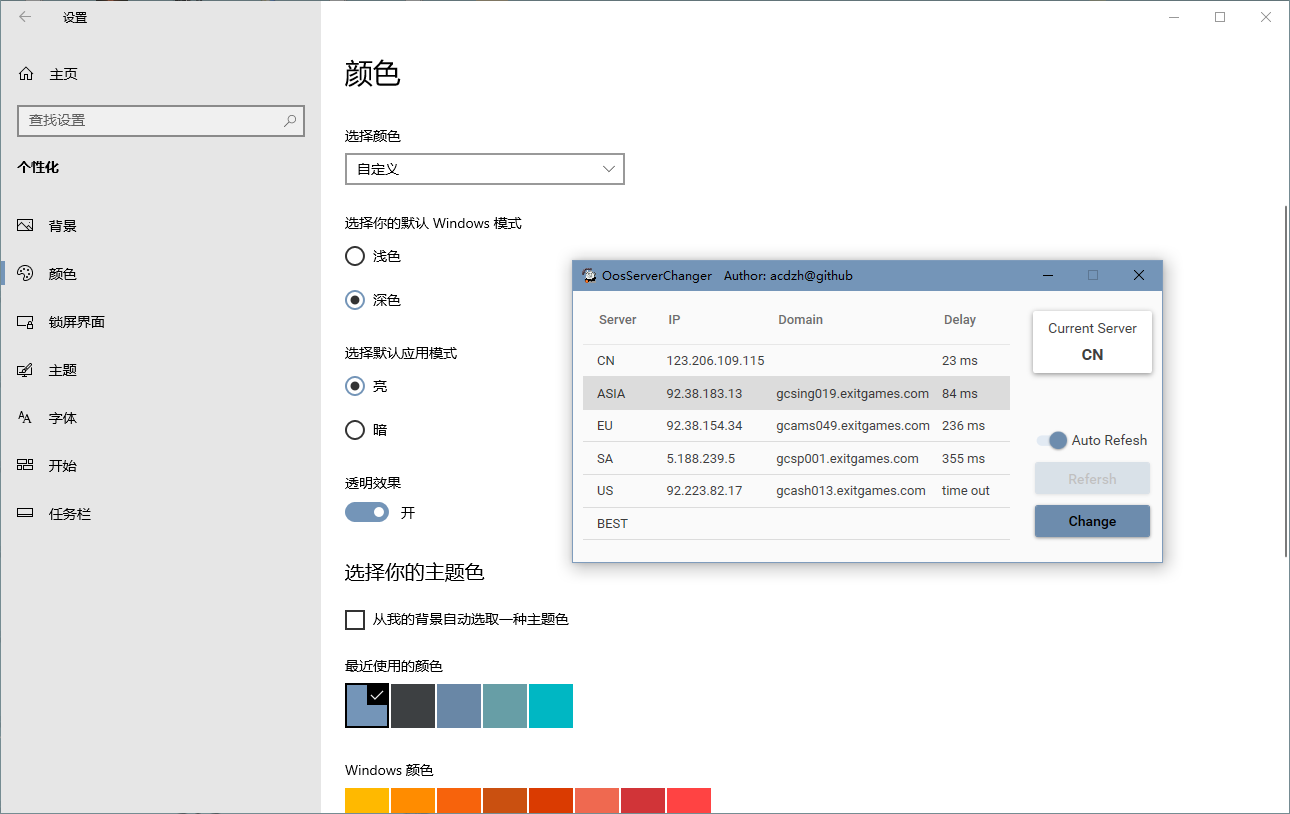 设置
主页
查找设置
个性化
背景
颜色
锁屏界面
主题
字体
开始
任务栏
颜色
选择颜色
自定义
选择你的默认 Windows 模式
浅色
深色
选择默认应用模式
亮
暗
透明效果
开
选择你的主题色
从我的背景自动选取一种主题色
最近使用的颜色
Windows 颜色
OosServerChanger Author: acdzh@github
Server IP Domain Delay
CN 123.206.109.115 23 ms
ASIA 92.38.183.13 gcsing019.exitgames.com 84 ms
EU 92.38.154.34 gcams049.exitgames.com 236 ms
SA 5.188.239.5 gcsp001.exitgames.com 355 ms
US 92.223.82.17 gcash013.exitgames.com time out
BEST
Current Server
CN
Auto Refesh
Refersh
Change